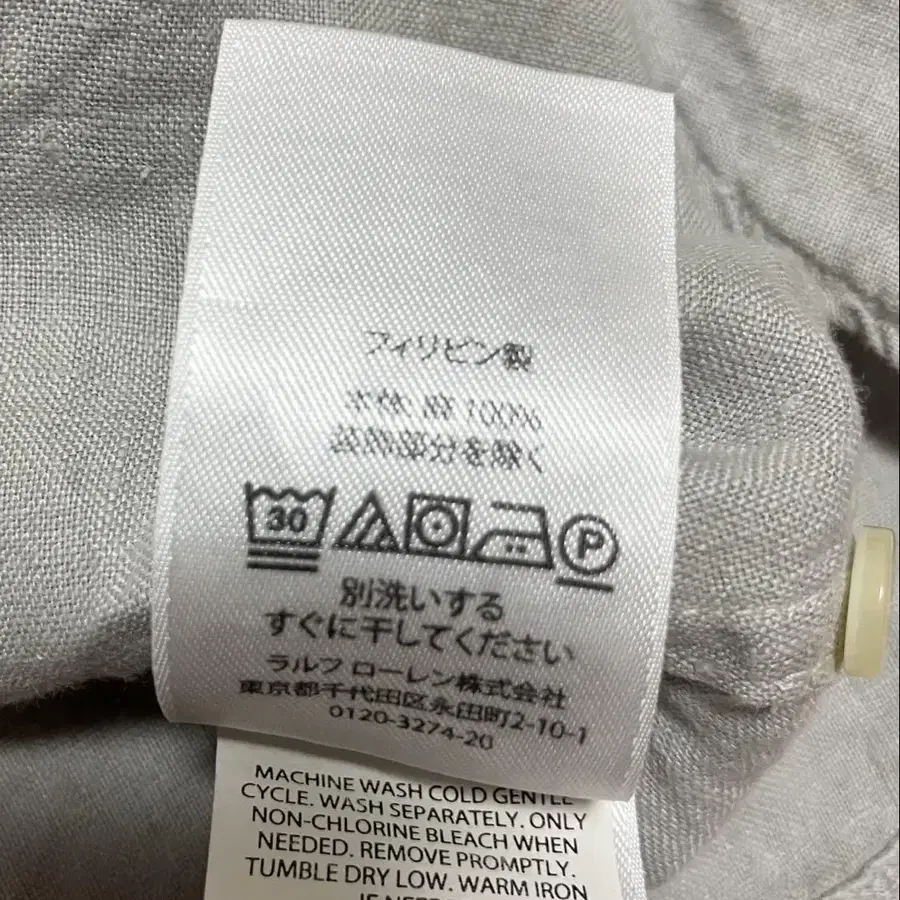 フィリピン製
本体 麻 100%
装飾部分を除く
30
P
別洗いする
すぐに干してください
ラルフ ローレン株式会社
東京都千代田区永田町2-10-1
0120-3274-20
MACHINE WASH COLD GENTLE
CYCLE. WASH SEPARATELY. ONLY
NON-CHLORINE BLEACH WHEN
NEEDED. REMOVE PROMPTLY.
TUMBLE DRY LOW. WARM IRON